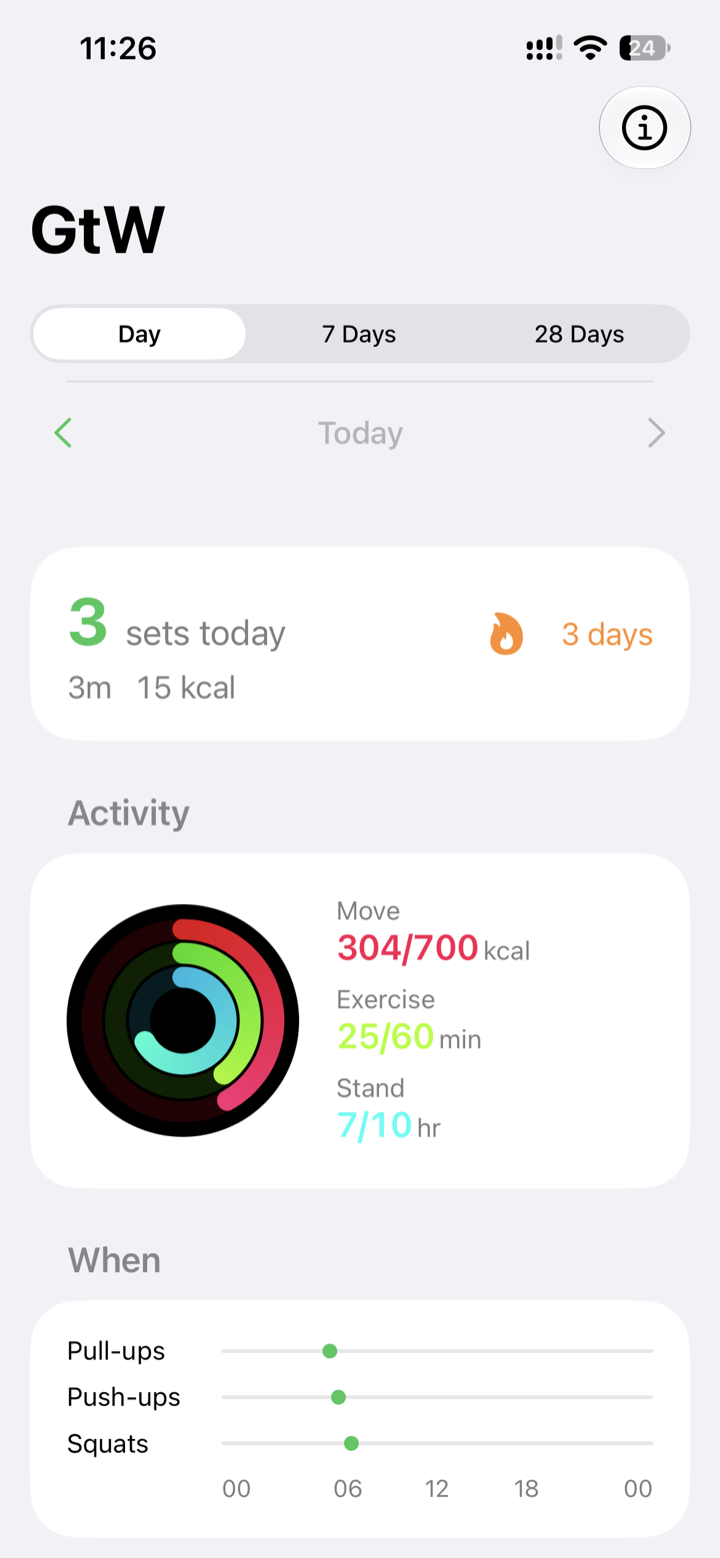 11:26
24
GtW
Day 7 Days 28 Days
Today
3 sets today 3 days
3m 15 kcal
Activity
Move
304/700 kcal
Exercise
25/60 min
Stand
7/10 hr
When
Pull-ups
Push-ups
Squats
00 06 12 18 00